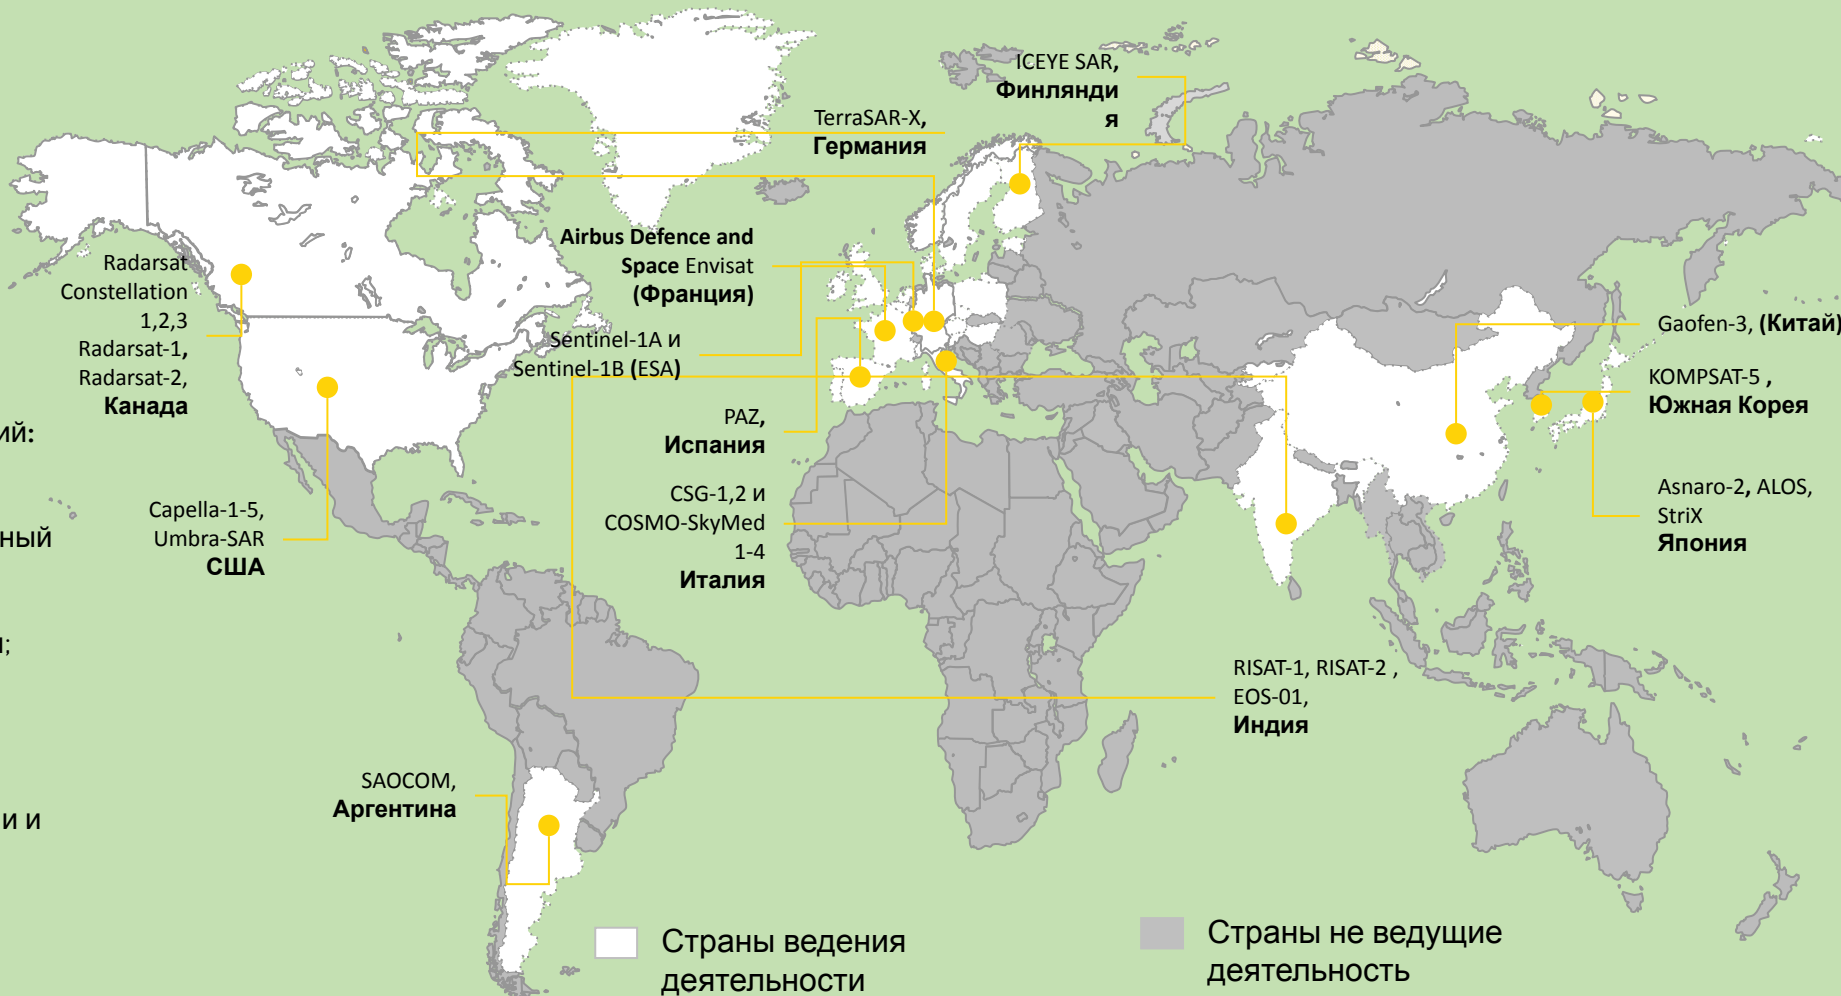 ICEYE SAR,
Финлянди
я
TerraSAR-X,
Германия
Airbus Defence and
Space Envisat
(Франция)
Radarsat
Constellation
1,2,3
Radarsat-1,
Radarsat-2,
Канада
Sentinel-1A и
Sentinel-1B (ESA)
Gaofen-3, (Китай)
KOMPSAT-5 ,
Южная Корея
PAZ,
Испания
ий:
CSG-1,2 и
COSMO-SkyMed
1-4
Италия
Capella-1-5,
Umbra-SAR
США
ный
Asnaro-2, ALOS,
StriX
Япония
;
RISAT-1, RISAT-2 ,
EOS-01,
Индия
SAOCOM,
Аргентина
и и
Страны ведения
деятельности
Страны не ведущие
деятельность